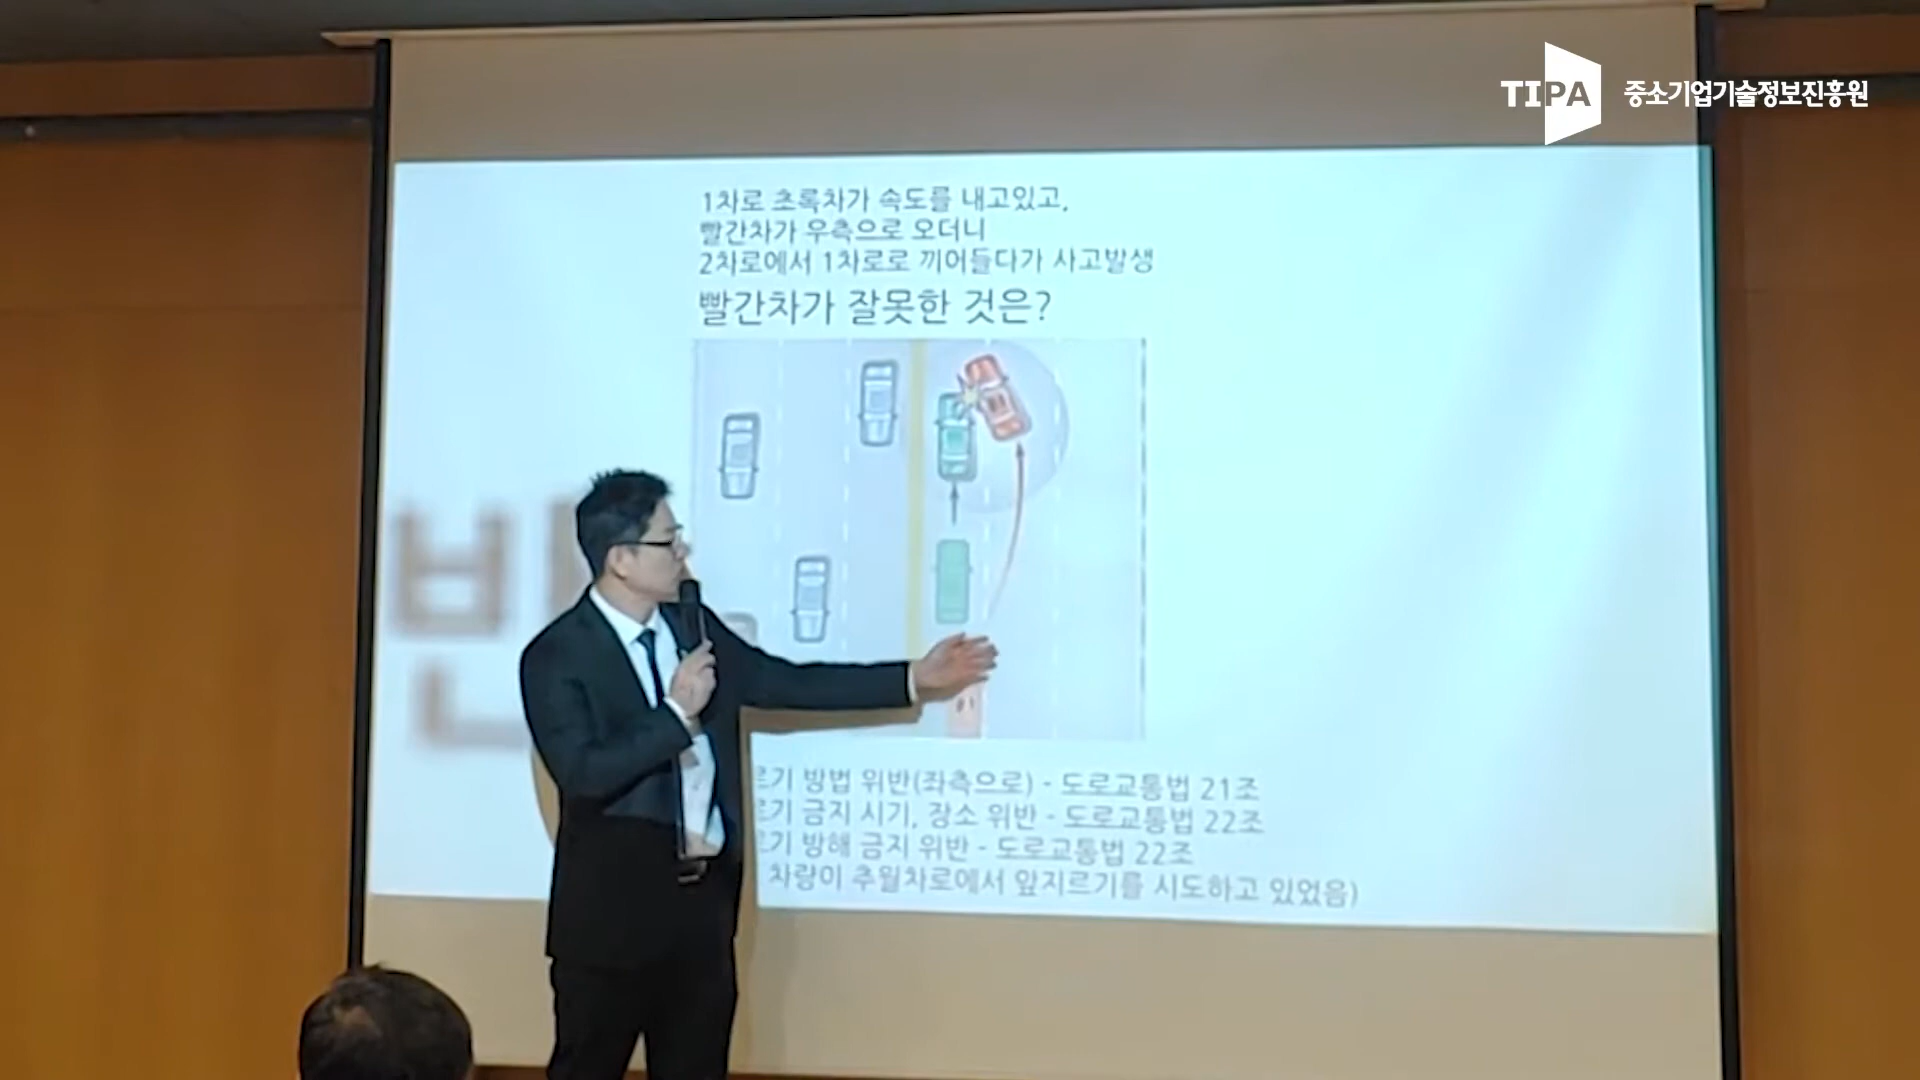 TIPA 중소기업기술정보진흥원
1차로 초록차가 속도를 내고있고,
빨간차가 우측으로 오더니
2차로에서 1차로로 끼어들다가 사고발생
빨간차가 잘못한 것은?
반
르기 방법 위반(좌측으로) - 도로교통법 21조
르기 금지 시기, 장소 위반 - 도로교통법 22조
르기 방해 금지 위반 - 도로교통법 22조
차량이 추월차로에서 앞지르기를 시도하고 있었음)